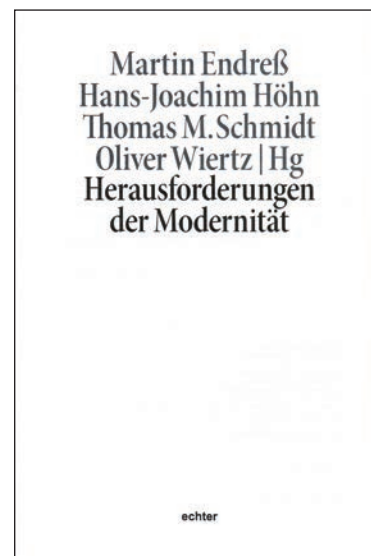 Martin Endreß
Hans-Joachim Höhn
Thomas M. Schmidt
Oliver Wiertz | Hg
Herausforderungen
der Modernität
echter